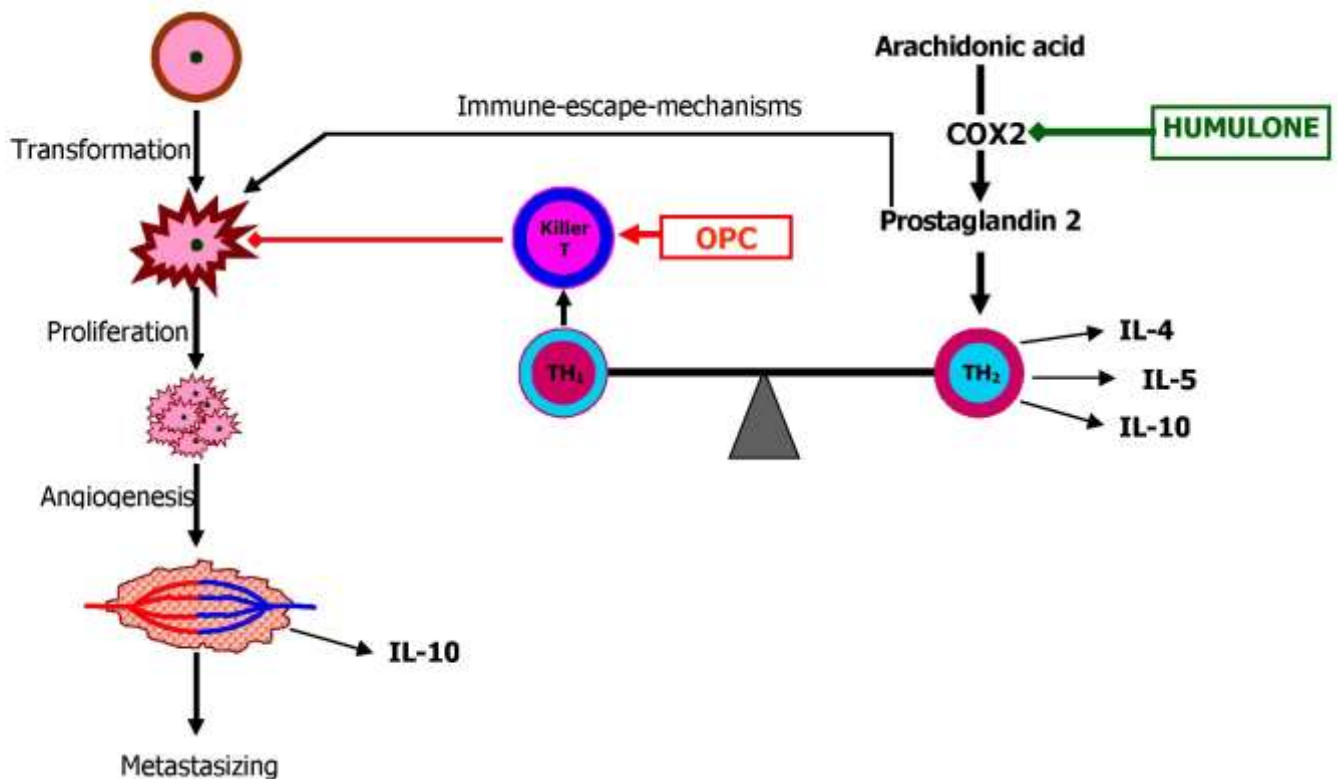 Arachidonic acid
Immune-escape-mechanisms
COX2
HUMULONE
Transformation
Prostaglandin 2
Killer
T
OPC
Proliferation
TH₁
TH₂
IL-4
IL-5
IL-10
Angiogenesis
IL-10
Metastasizing